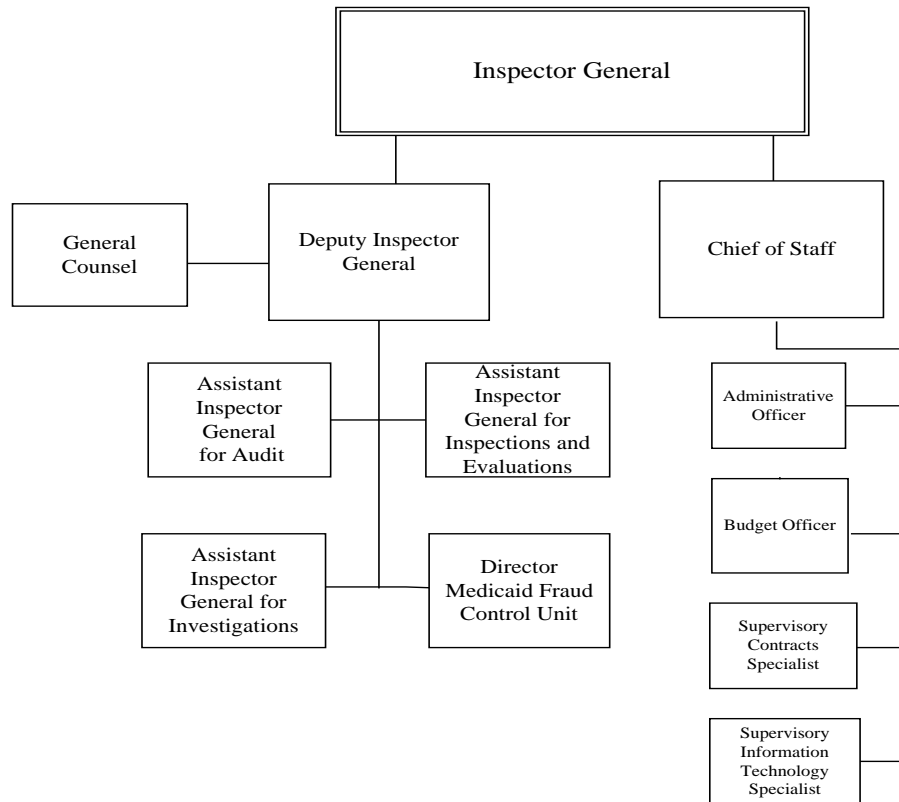 Inspector General
General
Counsel
Deputy Inspector
General
Chief of Staff
Assistant
Inspector
General
for Audit
Assistant
Inspector
General for
Inspections and
Evaluations
Administrative
Officer
Budget Officer
Assistant
Inspector
General for
Investigations
Director
Medicaid Fraud
Control Unit
Supervisory
Contracts
Specialist
Supervisory
Information
Technology
Specialist